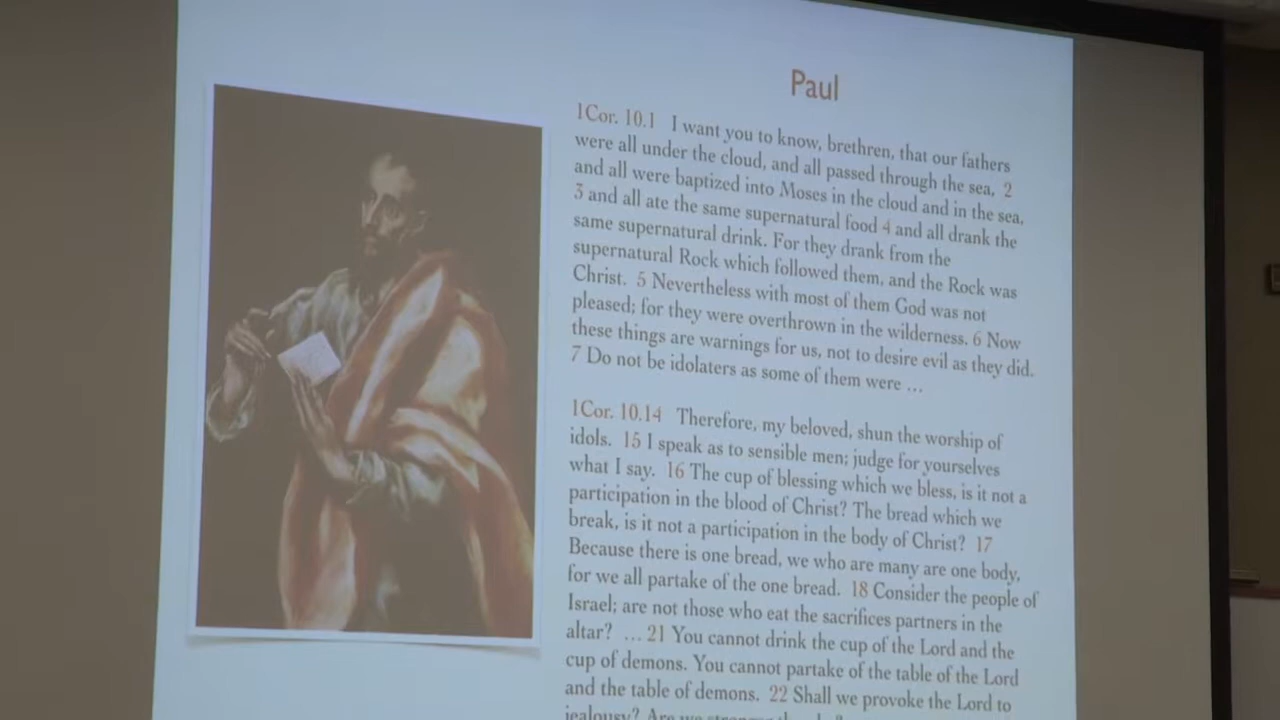 Paul
1Cor. 10.1 I want you to know, brethren, that our fathers
were all under the cloud, and all passed through the sea, 2
and all were baptized into Moses in the cloud and in the sea,
3 and all ate the same supernatural food 4 and all drank the
same supernatural drink. For they drank from the
supernatural Rock which followed them, and the Rock was
Christ. 5 Nevertheless with most of them God was not
pleased; for they were overthrown in the wilderness. 6 Now
these things are warnings for us, not to desire evil as they did.
7 Do not be idolaters as some of them were ...
1Cor. 10.14 Therefore, my beloved, shun the worship of
idols. 15 I speak as to sensible men; judge for yourselves
what I say. 16 The cup of blessing which we bless, is it not a
participation in the blood of Christ? The bread which we
break, is it not a participation in the body of Christ? 17
Because there is one bread, we who are many are one body,
for we all partake of the one bread. 18 Consider the people of
Israel; are not those who eat the sacrifices partners in the
altar? ... 21 You cannot drink the cup of the Lord and the
cup of demons. You cannot partake of the table of the Lord
and the table of demons. 22 Shall we provoke the Lord to
jealousy? Are we